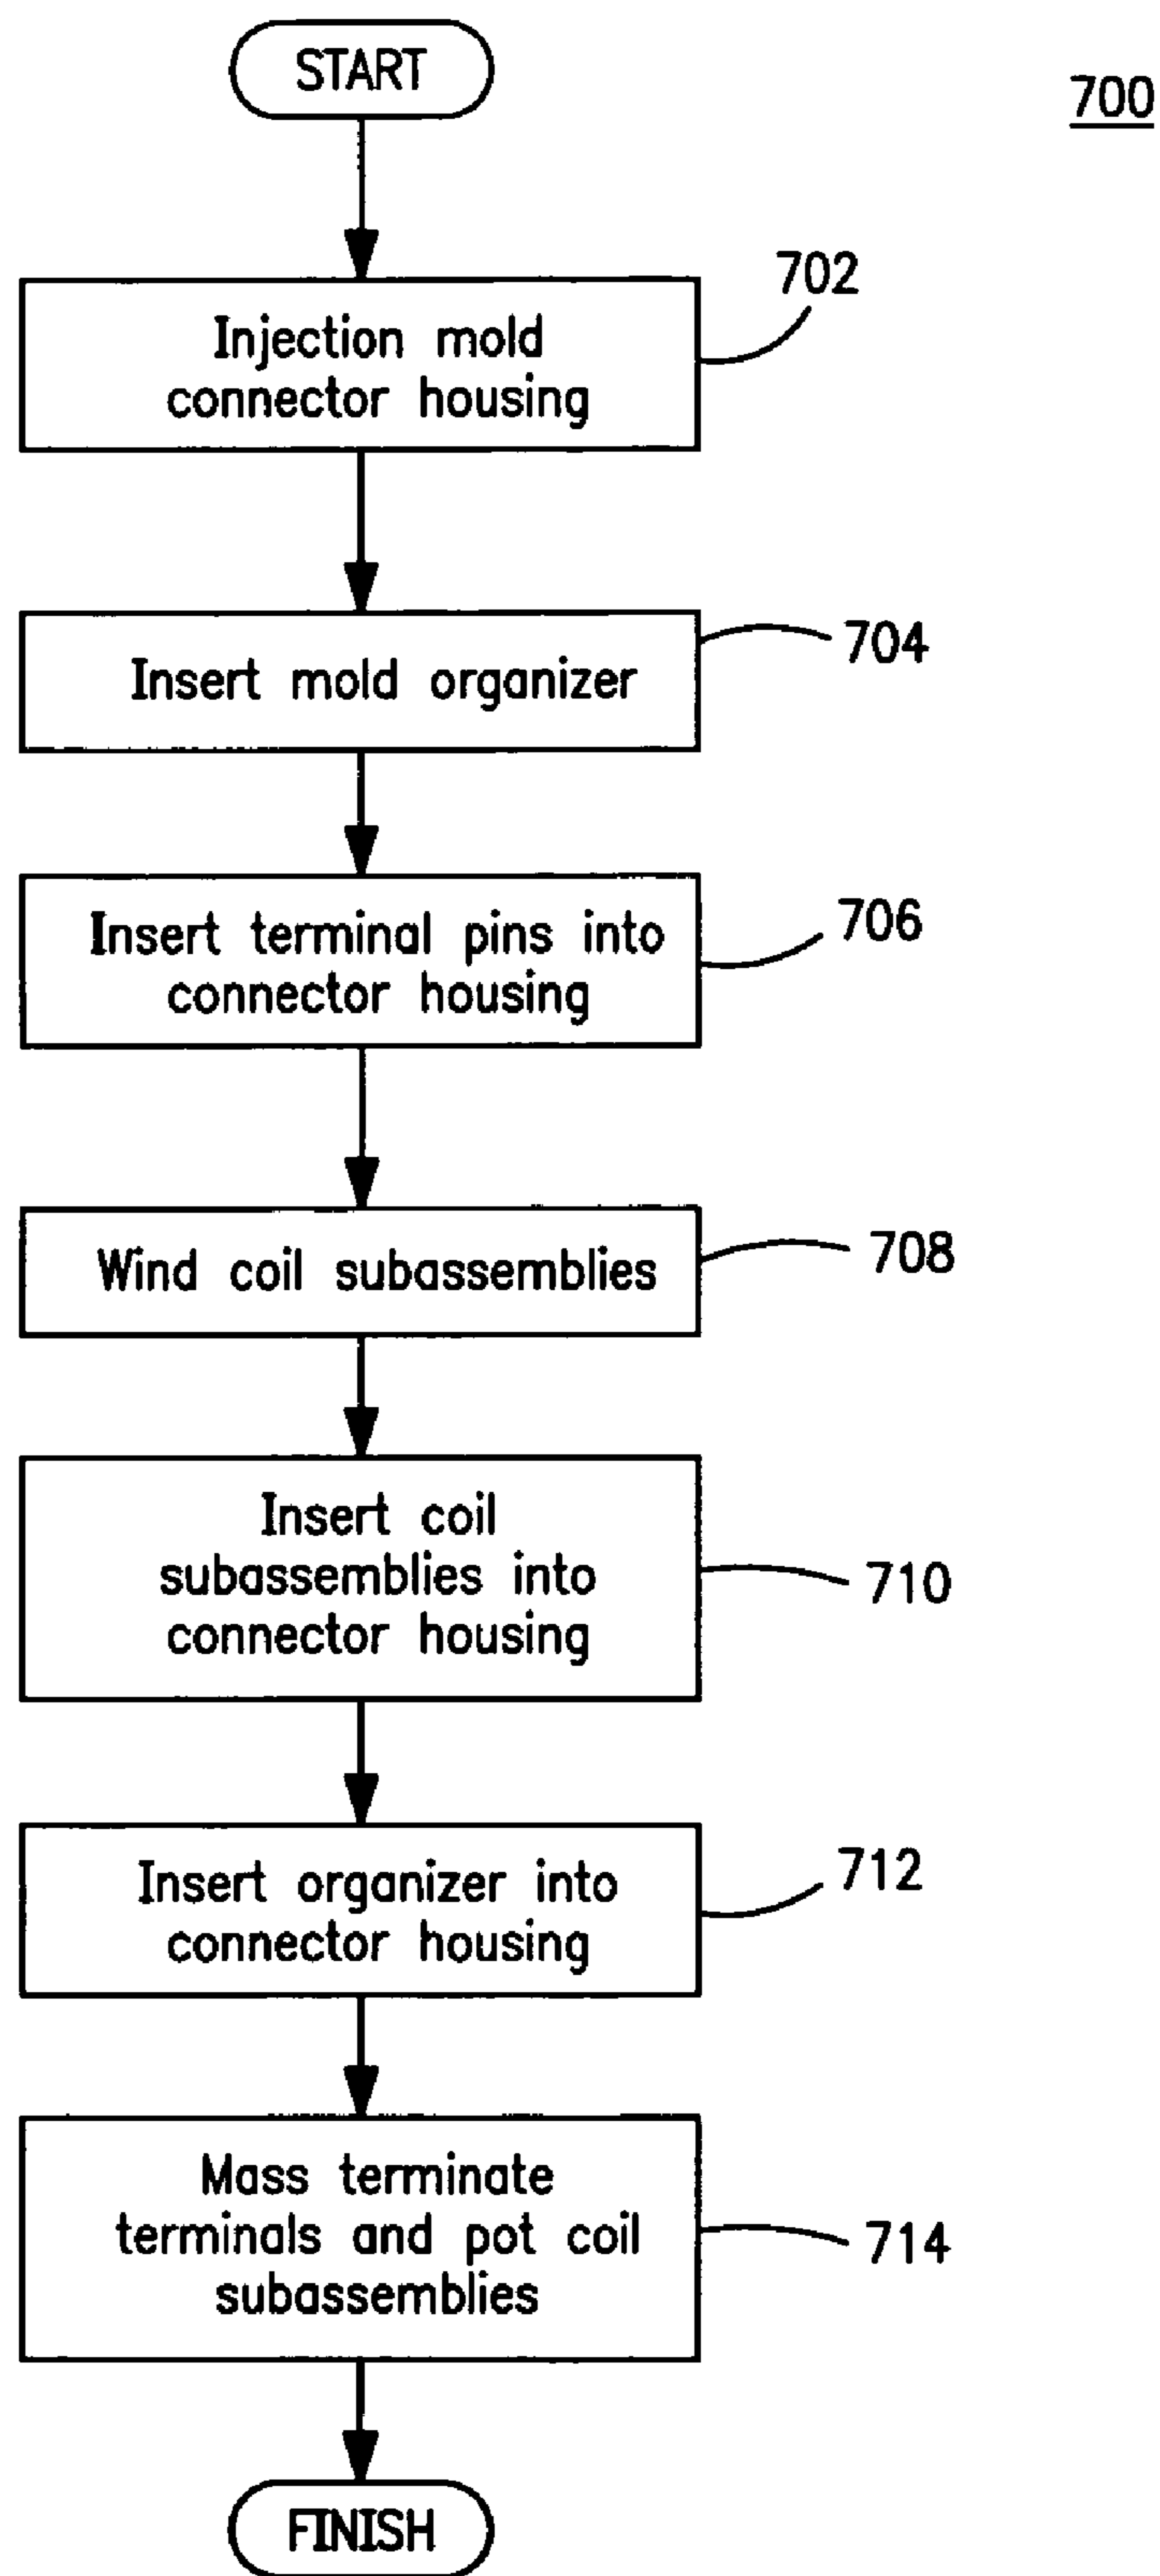 START
700
702
Injection mold
connector housing
704
Insert mold organizer
706
Insert terminal pins into
connector housing
708
Wind coil subassemblies
Insert coil
subassemblies into
connector housing
710
712
Insert organizer into
connector housing
Mass terminate
terminals and pot coil
subassemblies
714
FINISH